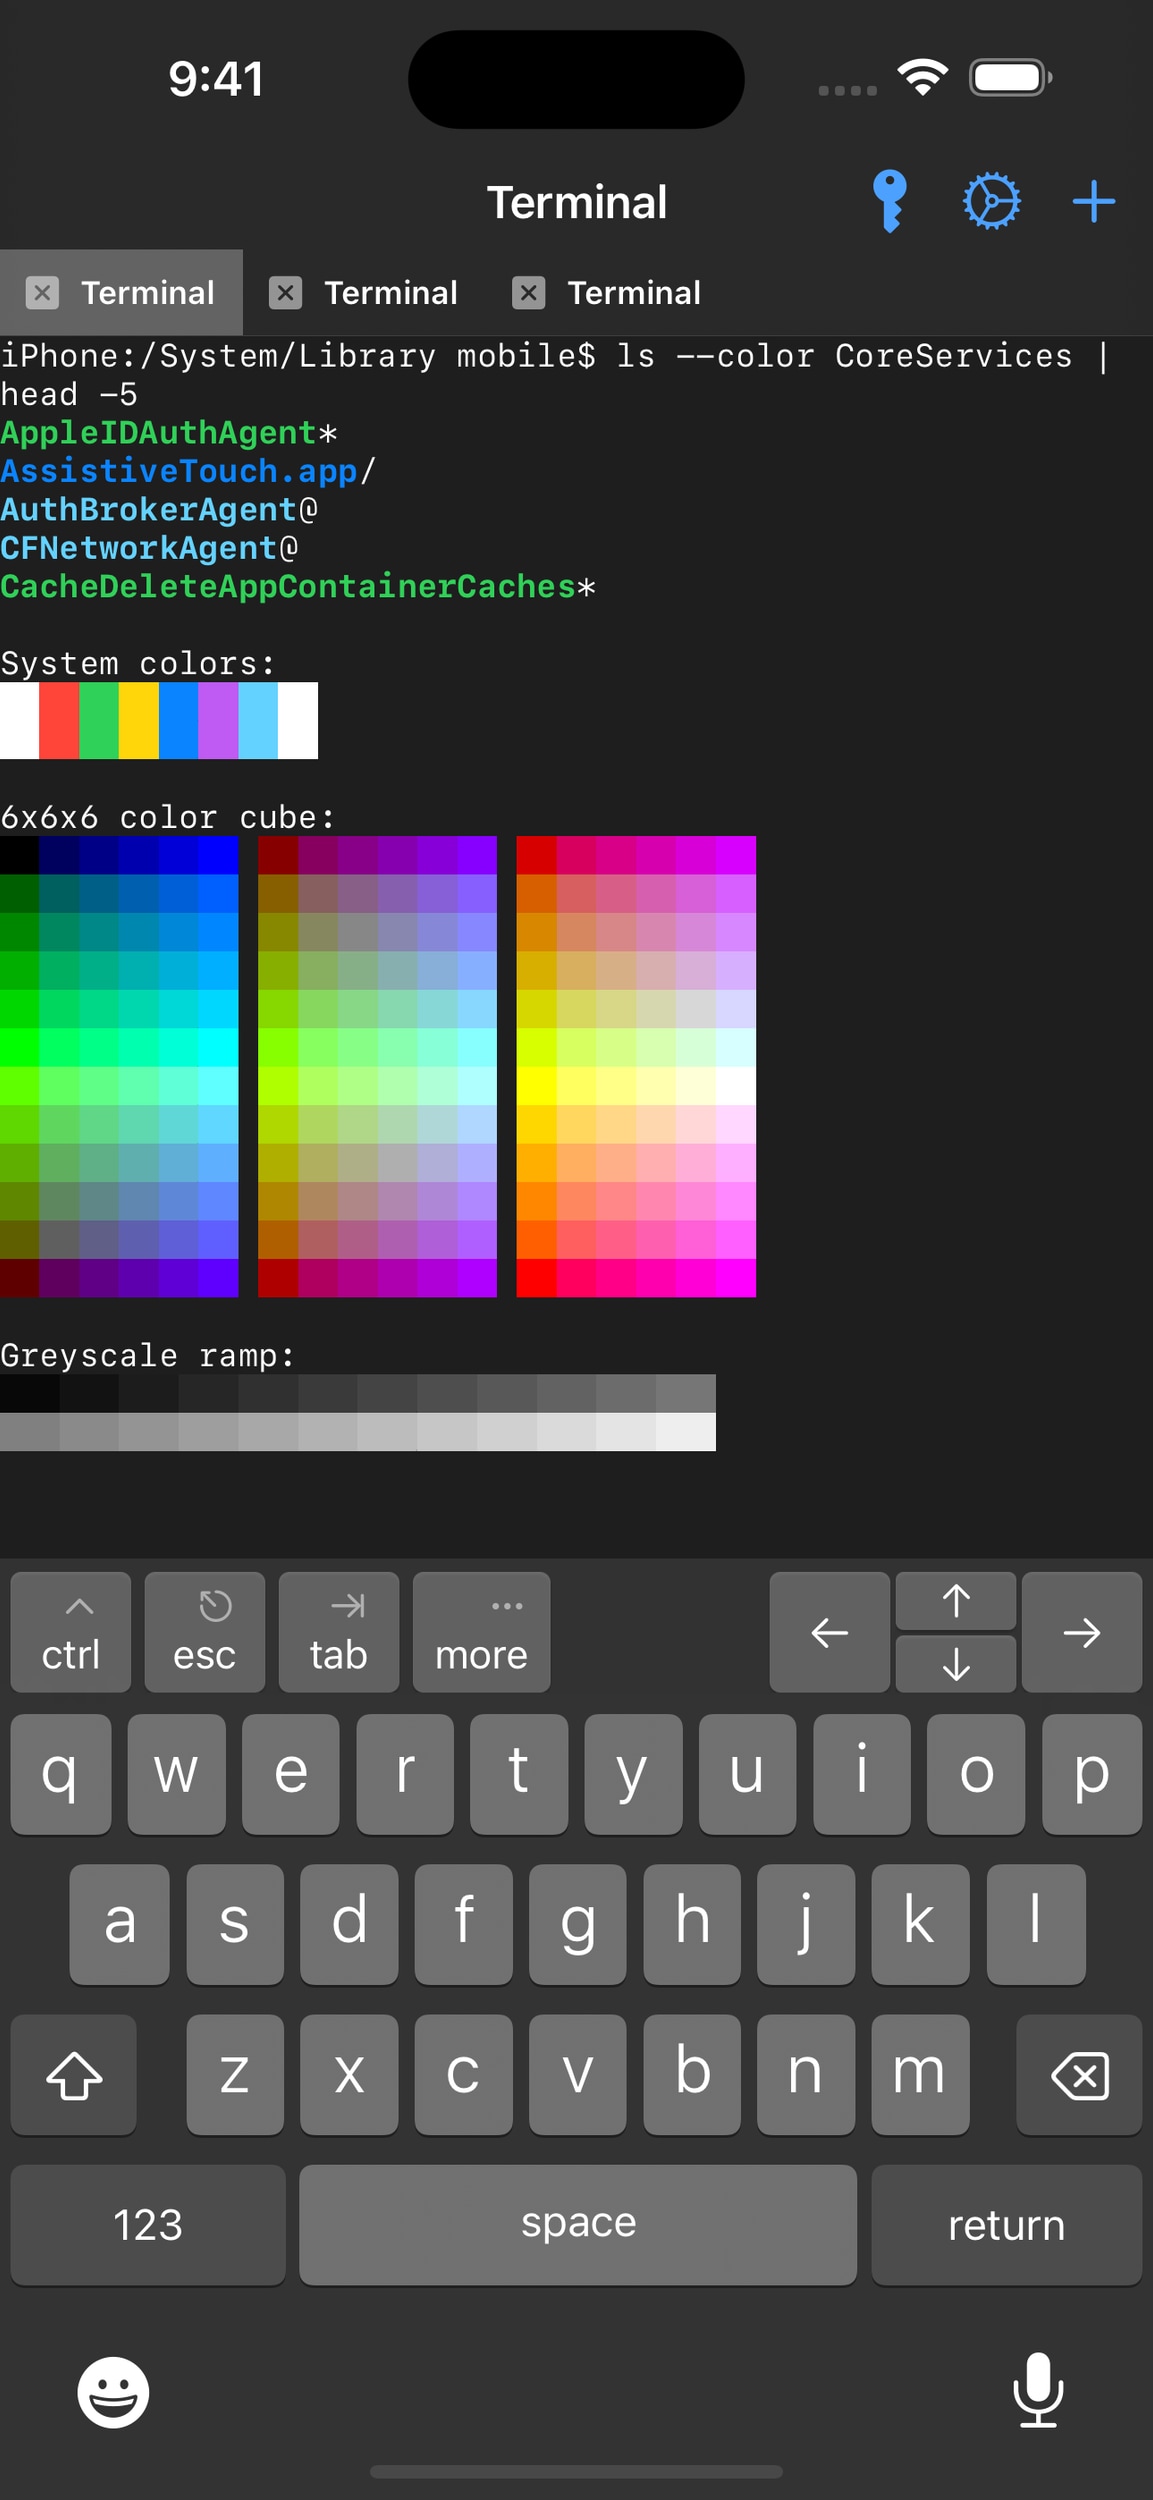 9:41
Terminal
Terminal Terminal Terminal
iPhone:/System/Library mobile$ ls --color CoreServices |
head -5
AppleIDAuthAgent*
AssistiveTouch.app/
AuthBrokerAgent@
CFNetworkAgent@
CacheDeleteAppContainerCaches*
System colors:
6x6x6 color cube:
Greyscale ramp:
ctrl esc tab more
q w e r t y u i o p
a s d f g h j k l
z x c v b n m
123 space return